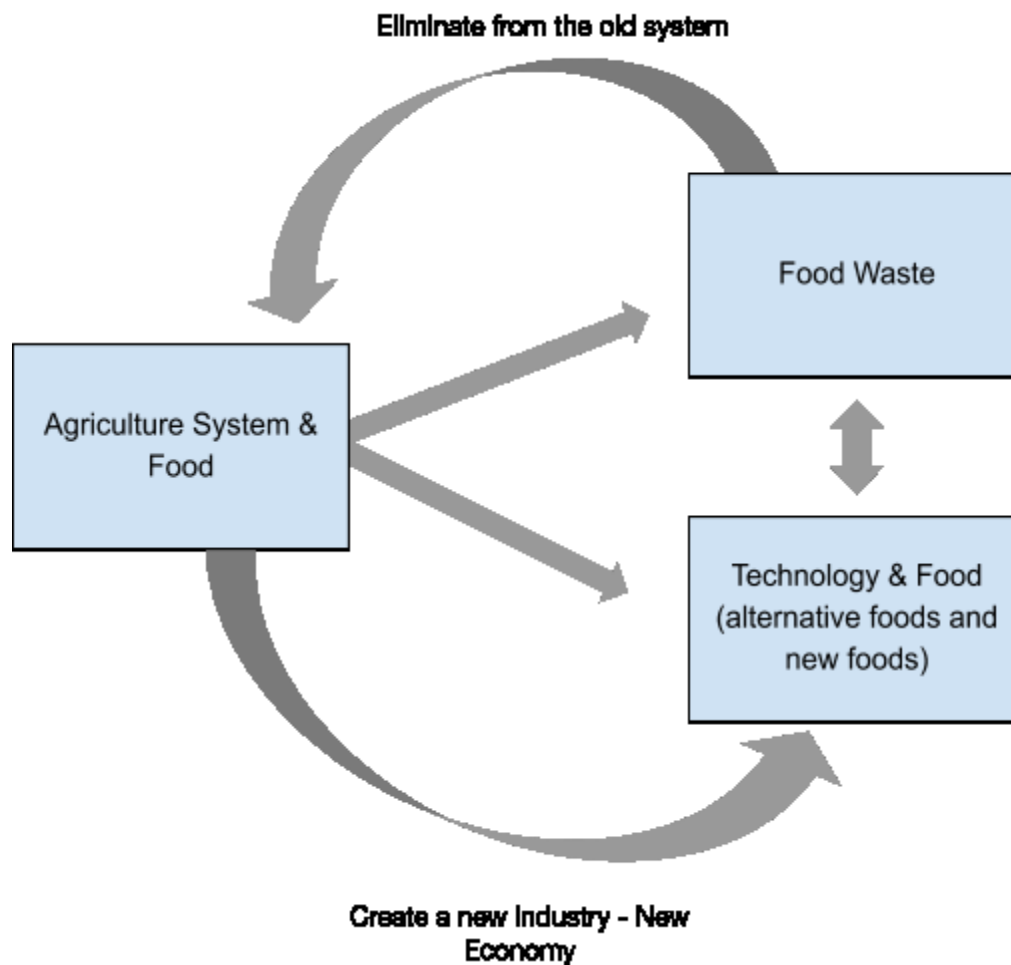 Eliminate from the old system
Food Waste
Agriculture System &
Food
Technology & Food
(alternative foods and
new foods)
Create a new Industry - New
Economy